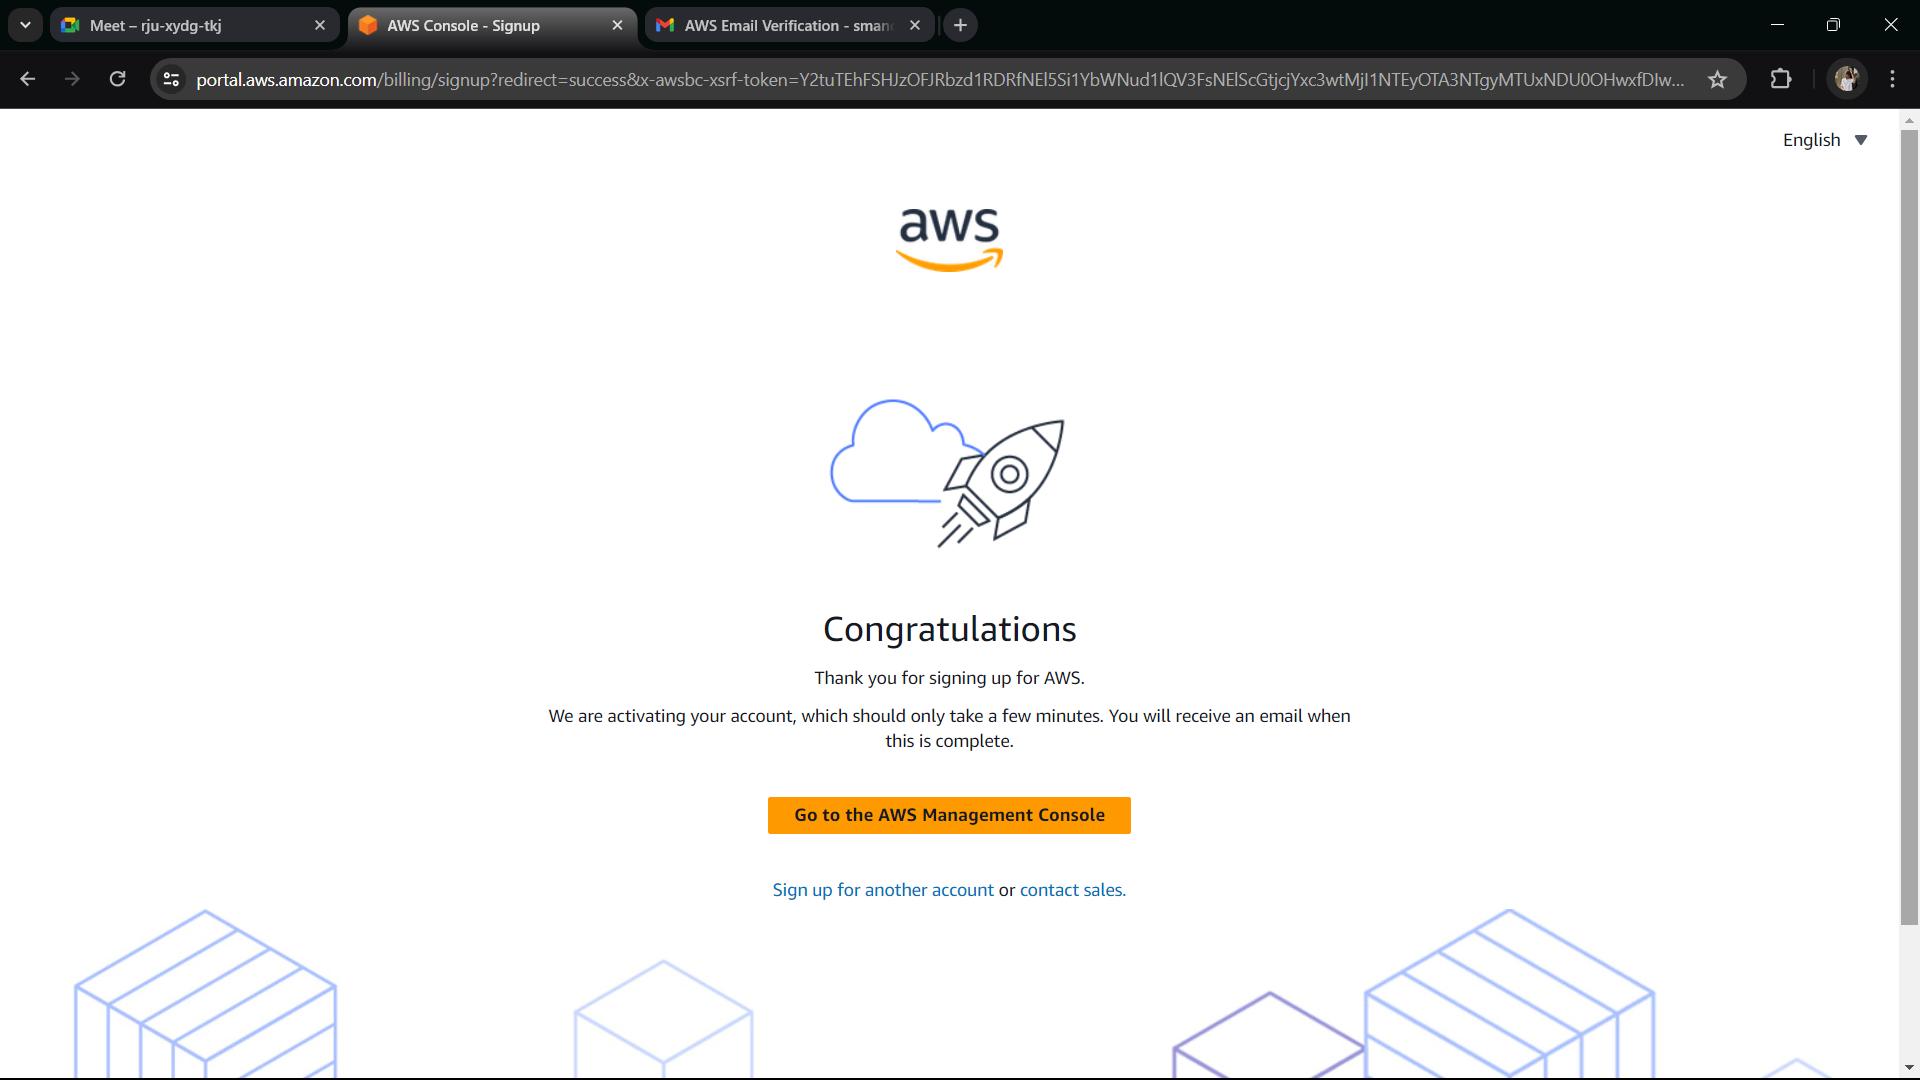 Meet – rju-xydg-tkj
AWS Console - Signup
AWS Email Verification - sman
portal.aws.amazon.com/billing/signup?redirect=success&x-awsbc-xsrf-token=
English
aws
Congratulations
Thank you for signing up for AWS.
We are activating your account, which should only take a few minutes. You will receive an email when
this is complete.
Go to the AWS Management Console
Sign up for another account or contact sales.